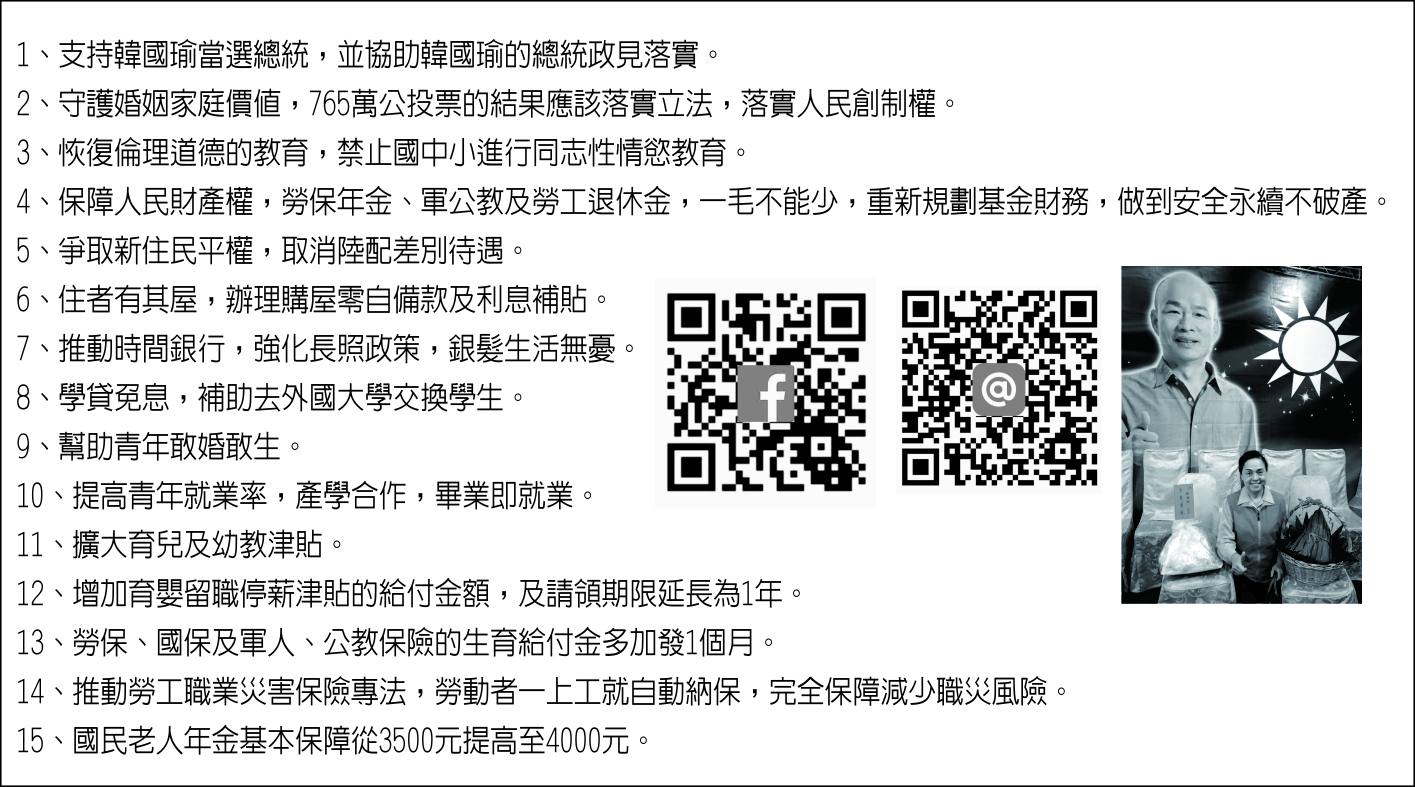 1、支持韓國瑜當選總統，並協助韓國瑜的總統政見落實。
2、守護婚姻家庭價值，765萬公投票的結果應該落實立法，落實人民創制權。
3、恢復倫理道德的教育，禁止國中小進行同志性情慾教育。
4、保障人民財產權，勞保年金、軍公教及勞工退休金，一毛不能少，重新規劃基金財務，做到安全永續不破產。
5、爭取新住民平權，取消陸配差別待遇。
6、住者有其屋，辦理購屋零自備款及利息補貼。
7、推動時間銀行，強化長照政策，銀髮生活無憂。
8、學貸免息，補助去外國大學交換學生。
9、幫助青年敢婚敢生。
10、提高青年就業率，產學合作，畢業即就業。
11、擴大育兒及幼教津貼。
12、增加育嬰留職停薪津貼的給付金額，及請領期限延長為1年。
13、勞保、國保及軍人、公教保險的生育給付金多加發1個月。
14、推動勞工職業災害保險專法，勞動者一上工就自動納保，完全保障減少職災風險。
15、國民老人年金基本保障從3500元提高至4000元。